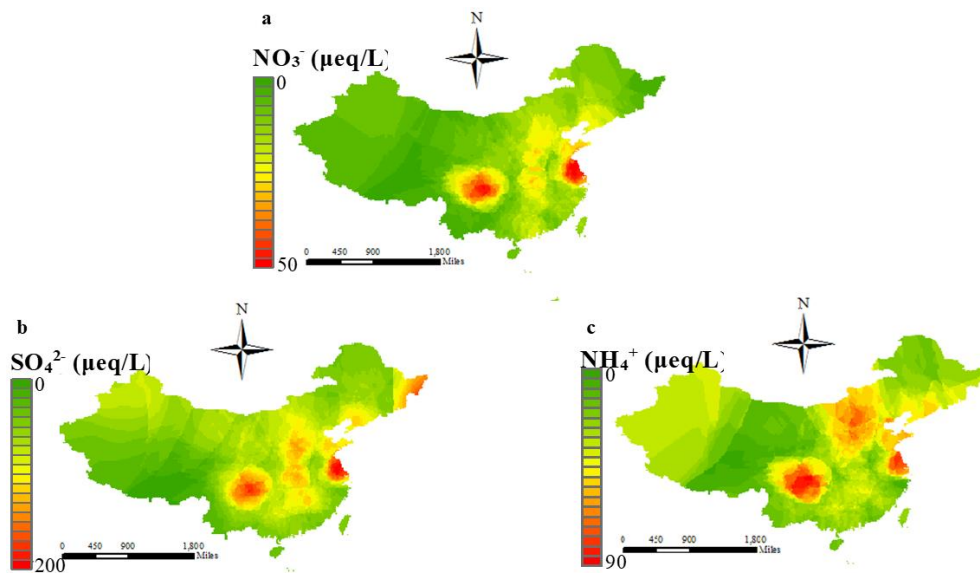 a
N
NO₃⁻ (μeq/L)
0
50
0 450 900 1,800
Miles
b
N
SO₄²⁻ (μeq/L)
0
200
0 450 900 1,800
Miles
c
N
NH₄⁺ (μeq/L)
0
90
0 450 900 1,800
Miles